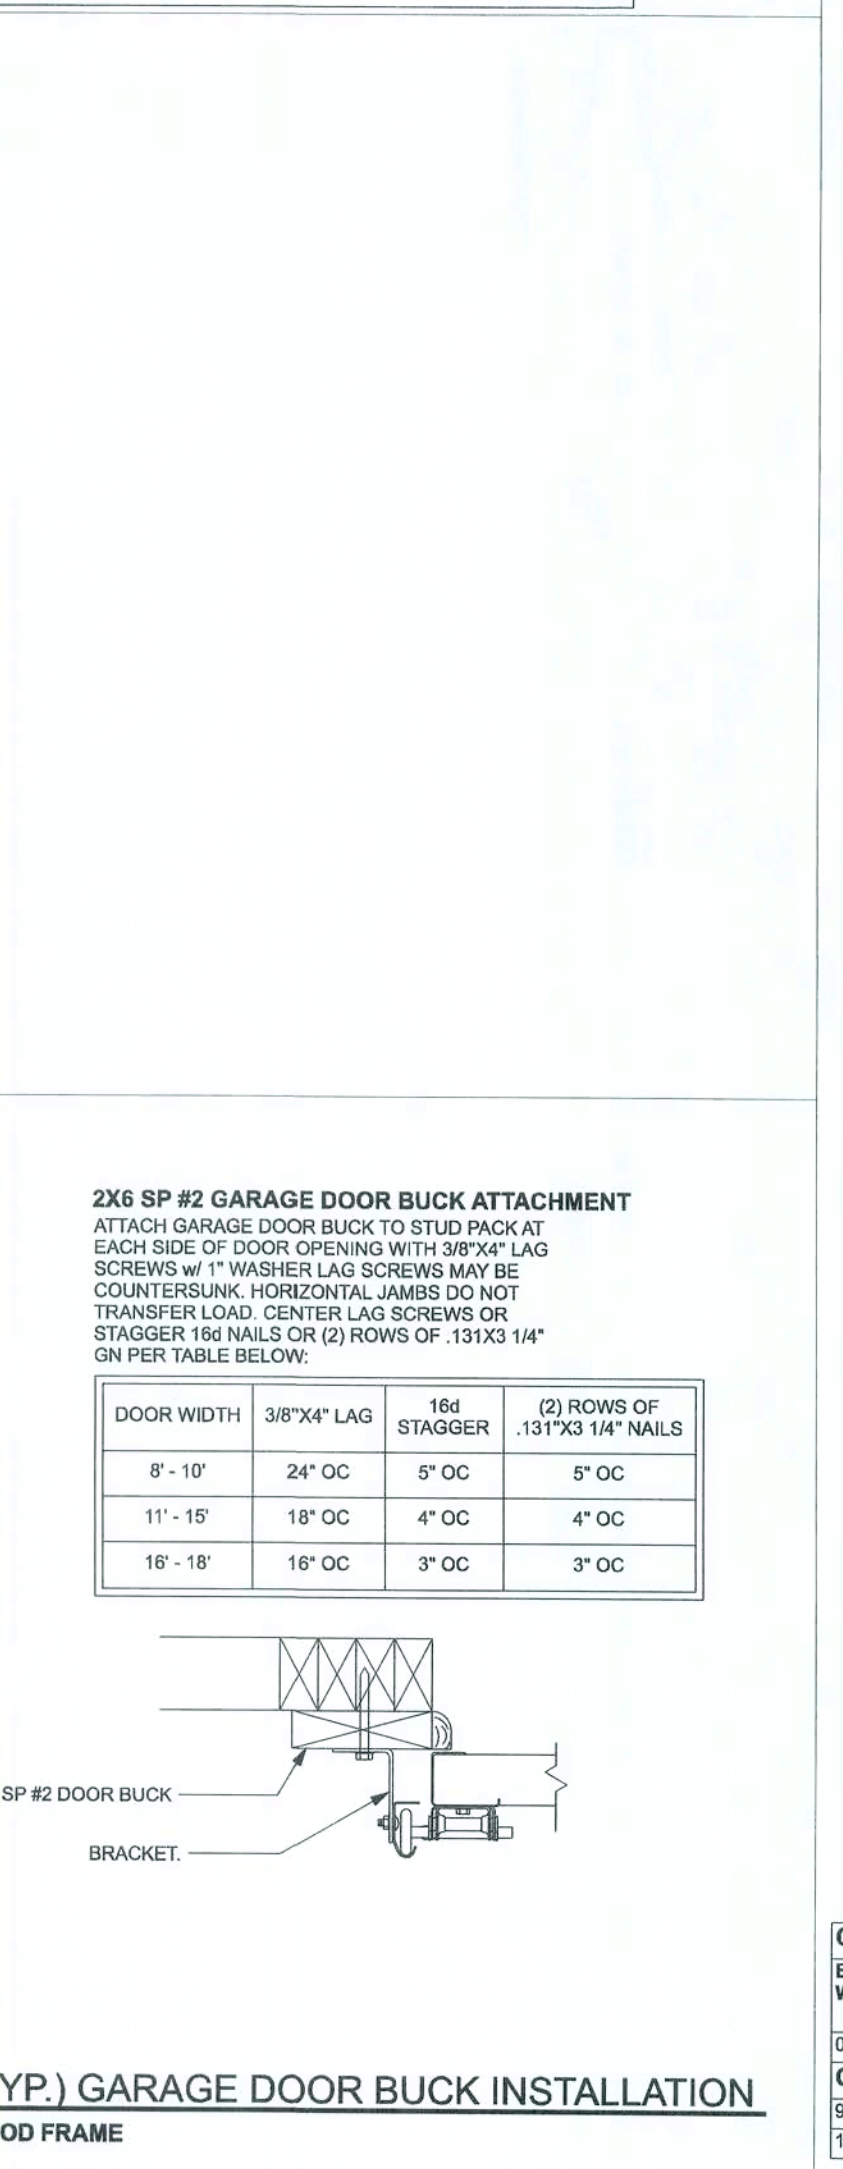 2X6 SP #2 GARAGE DOOR BUCK ATTACHMENT
ATTACH GARAGE DOOR BUCK TO STUD PACK AT
EACH SIDE OF DOOR OPENING WITH 3/8"X4" LAG
SCREWS w/ 1" WASHER LAG SCREWS MAY BE
COUNTERSUNK. HORIZONTAL JAMBS DO NOT
TRANSFER LOAD. CENTER LAG SCREWS OR
STAGGER 16d NAILS OR (2) ROWS OF .131X3 1/4"
GN PER TABLE BELOW:
DOOR WIDTH 3/8"X4" LAG 16d STAGGER (2) ROWS OF .131"X3 1/4" NAILS
8' - 10' 24" OC 5" OC 5" OC
11' - 15' 18" OC 4" OC 4" OC
16' - 18' 16" OC 3" OC 3" OC
SP #2 DOOR BUCK
BRACKET.
YP.) GARAGE DOOR BUCK INSTALLATION
OD FRAME